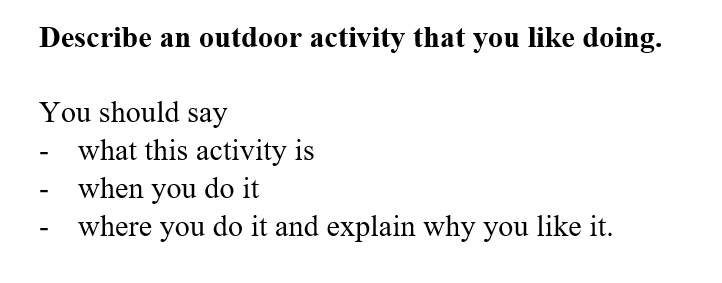 Describe an outdoor activity that you like doing.
You should say
- what this activity is
- when you do it
- where you do it and explain why you like it.